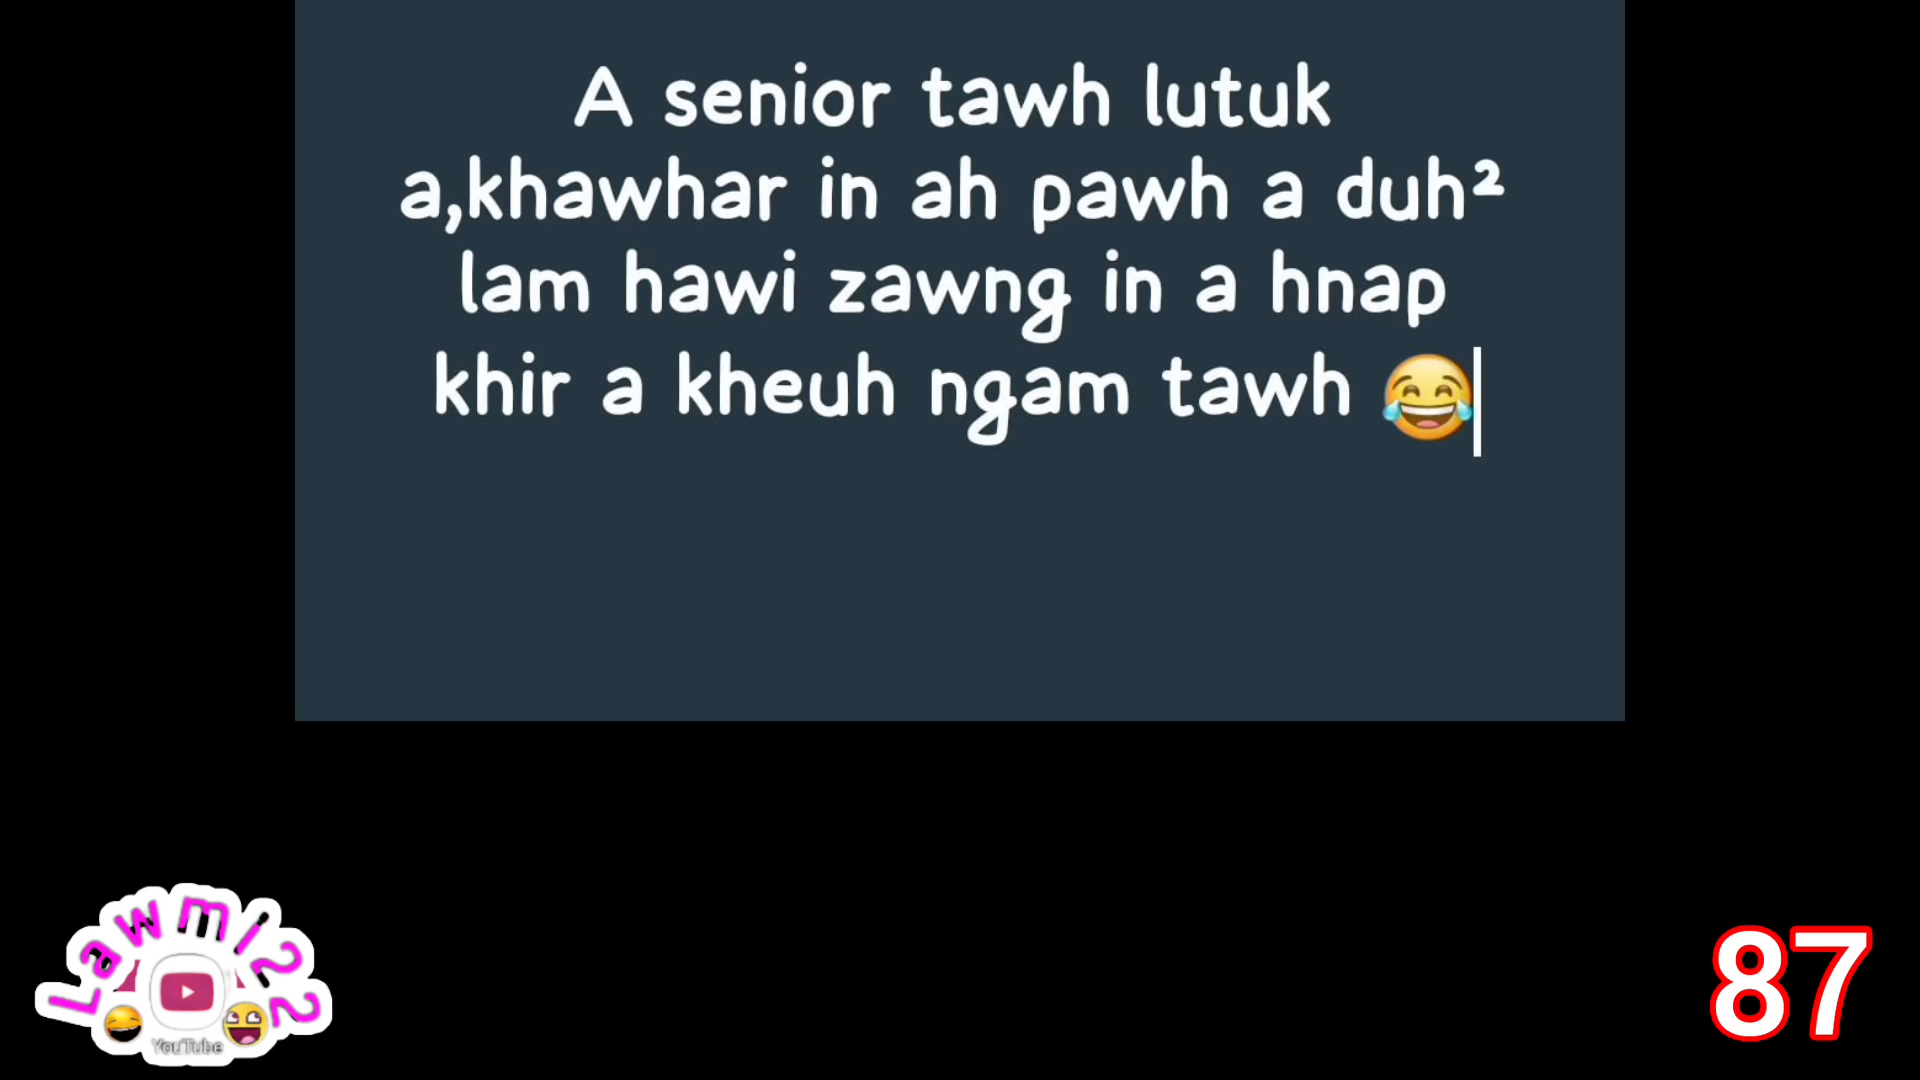 A senior tawh lutuk
a,khawhar in ah pawh a duh²
lam hawi zawng in a hnap
khir a kheuh ngam tawh 😂
Lawmi22
YouTube
87